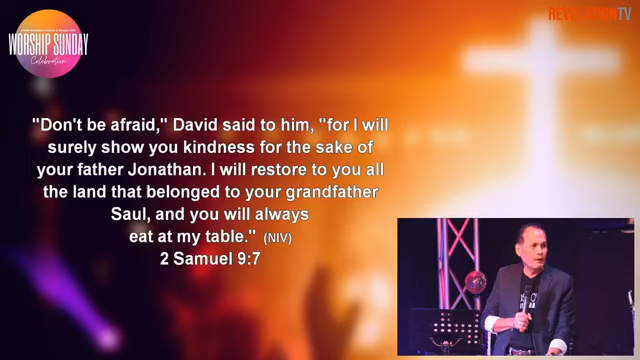 WORSHIP SUNDAY
Celebration
REVELATIONTV
"Don't be afraid," David said to him, "for I will
surely show you kindness for the sake of
your father Jonathan. I will restore to you all
the land that belonged to your grandfather
Saul, and you will always
eat at my table." (NIV)
2 Samuel 9:7